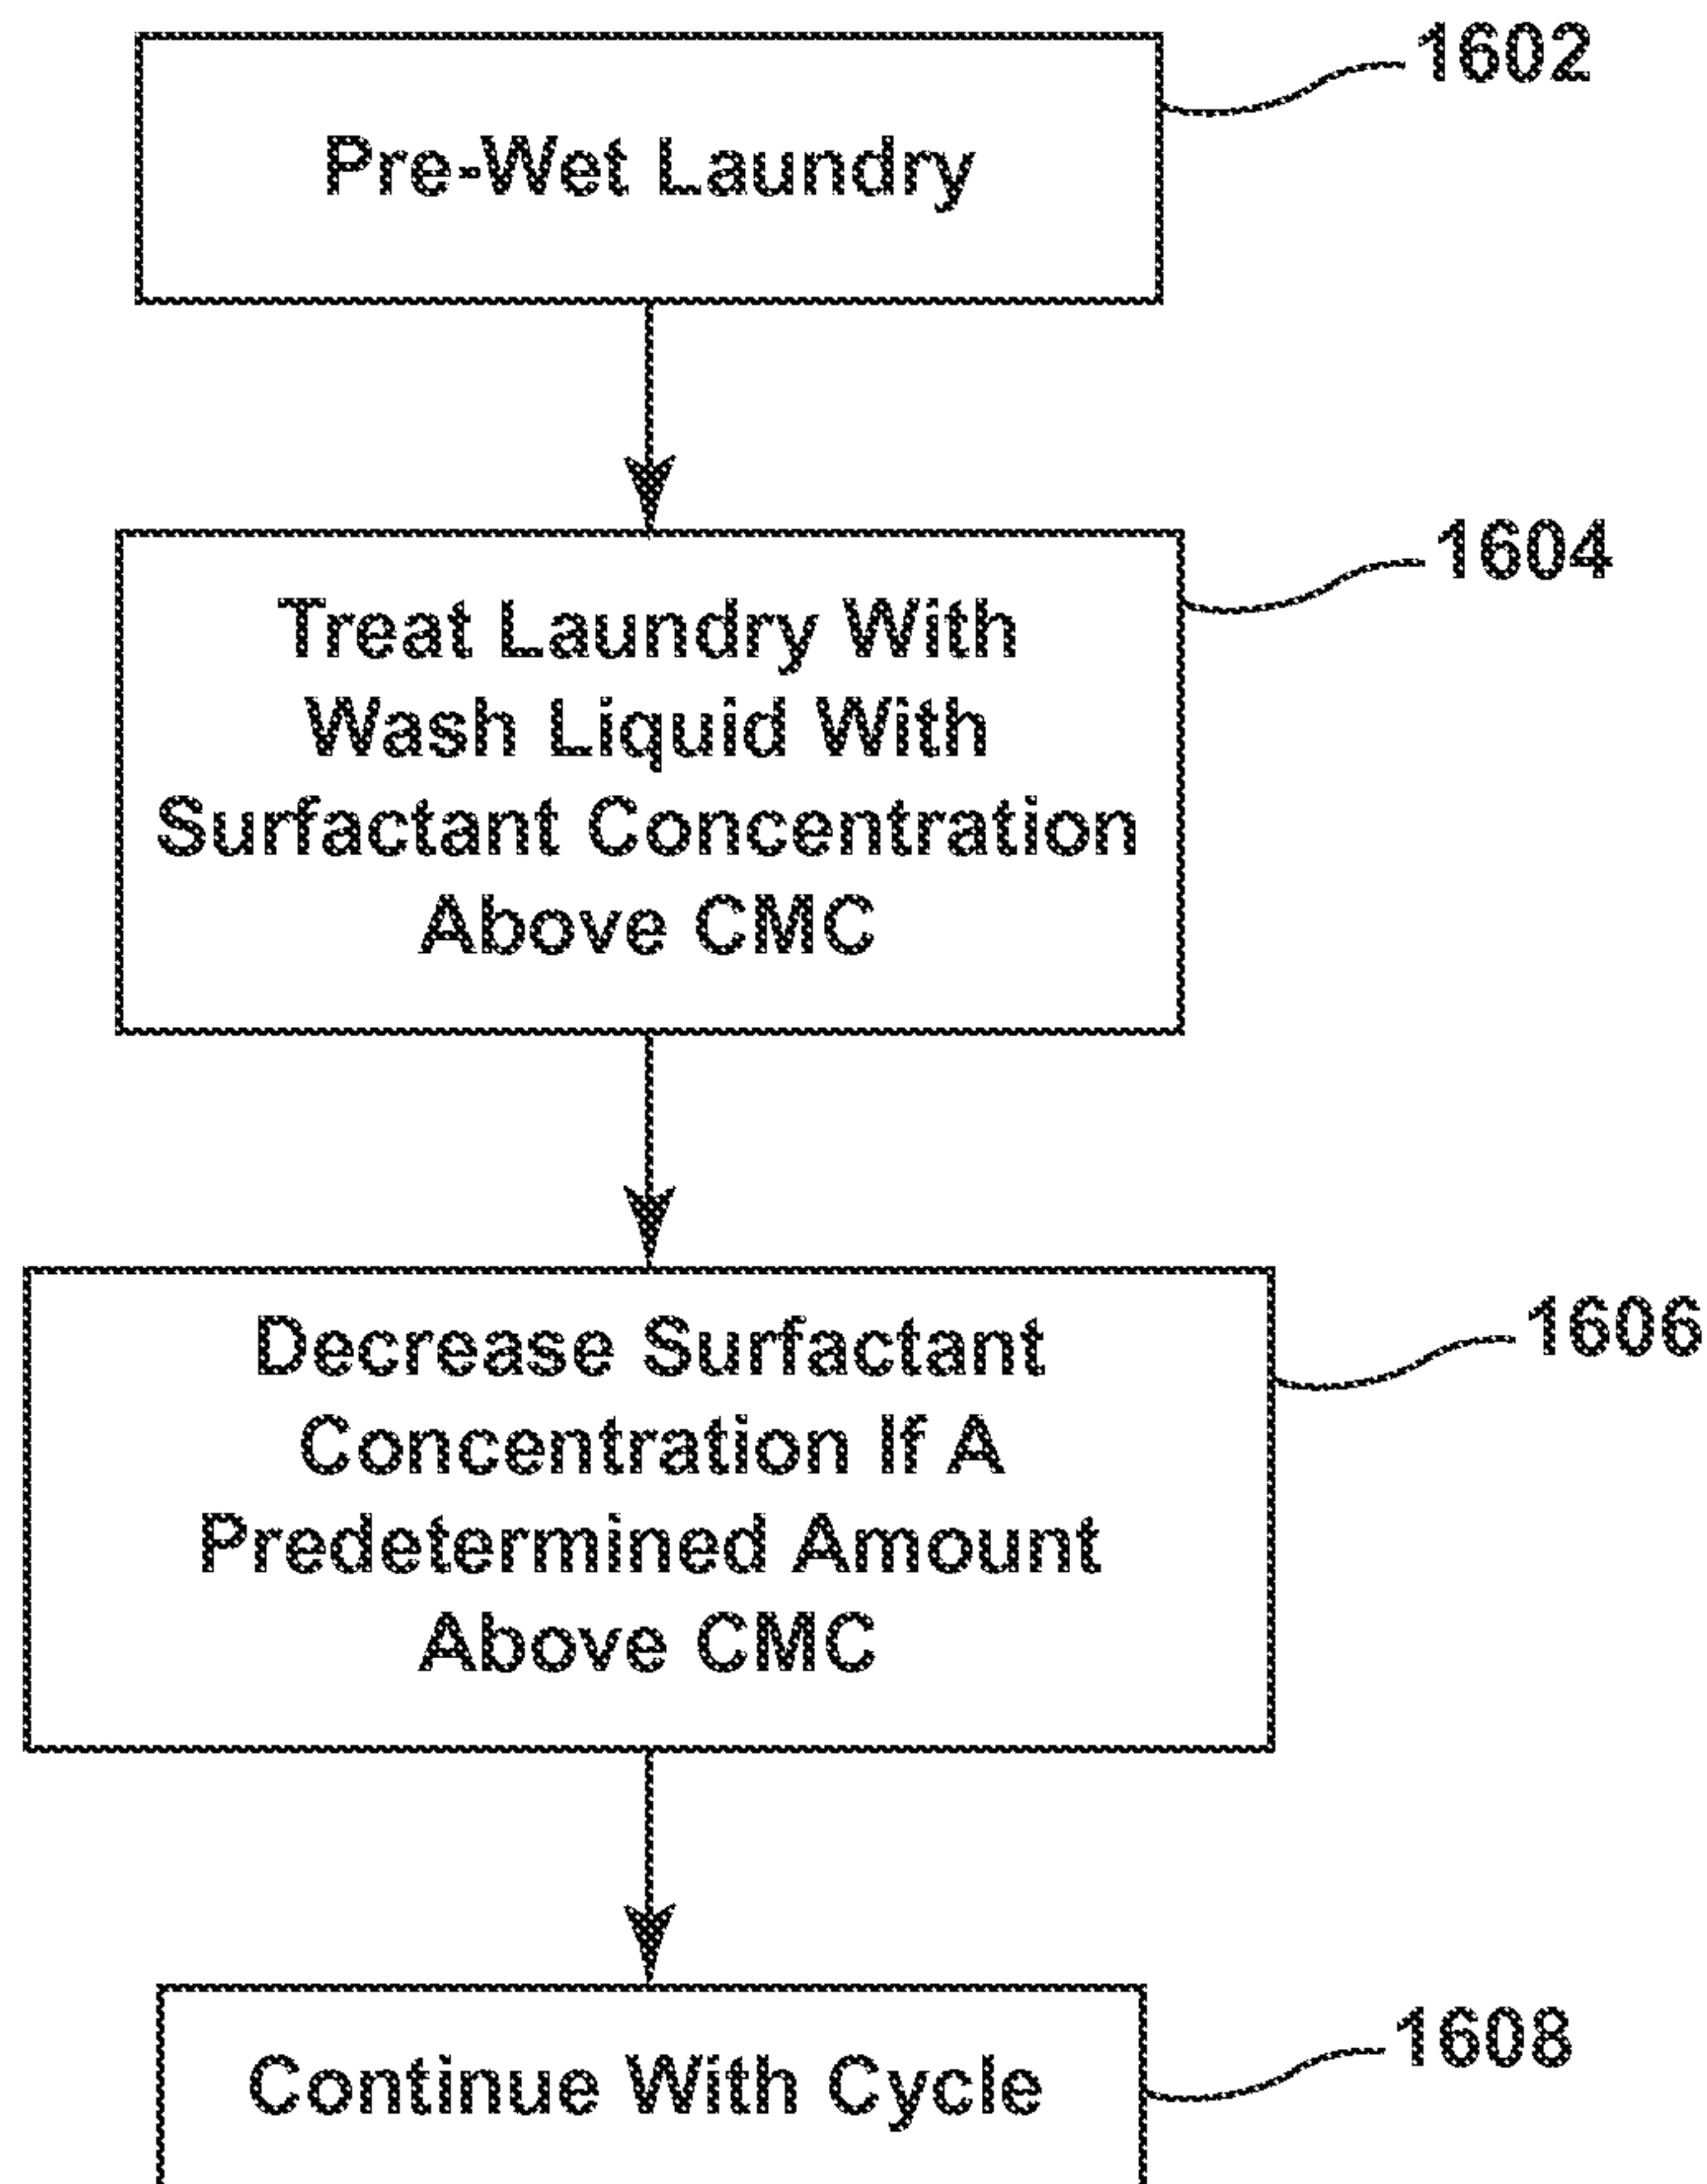 1602
Pre-Wet Laundry
1604
Treat Laundry With
Wash Liquid With
Surfactant Concentration
Above CMC
1606
Decrease Surfactant
Concentration If A
Predetermined Amount
Above CMC
1608
Continue With Cycle